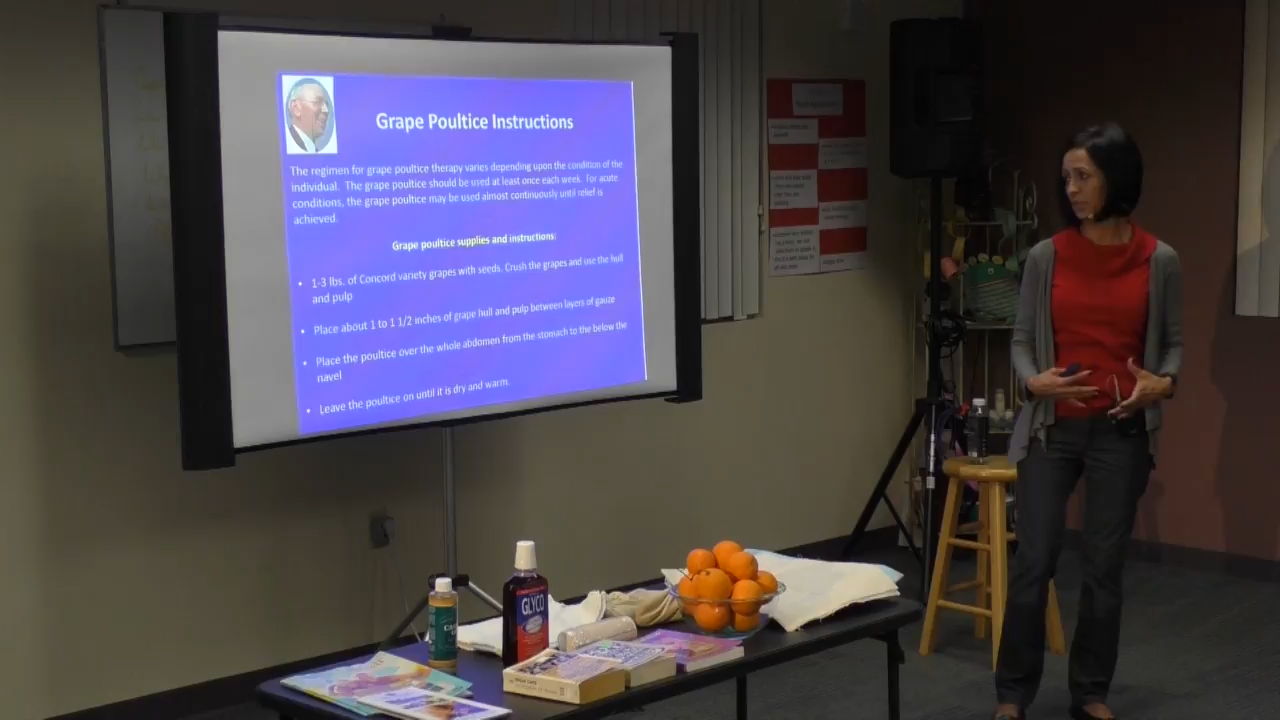 Grape Poultice Instructions
The regimen for grape poultice therapy varies depending upon the condition of the
individual. The grape poultice should be used at least once each week. For acute
conditions, the grape poultice may be used almost continuously until relief is
achieved.
Grape poultice supplies and instructions:
• 1-3 lbs. of Concord variety grapes with seeds. Crush the grapes and use the hull
and pulp
• Place about 1 to 1 1/2 inches of grape hull and pulp between layers of gauze
• Place the poultice over the whole abdomen from the stomach to the below the
navel
• Leave the poultice on until it is dry and warm.
GLYCO